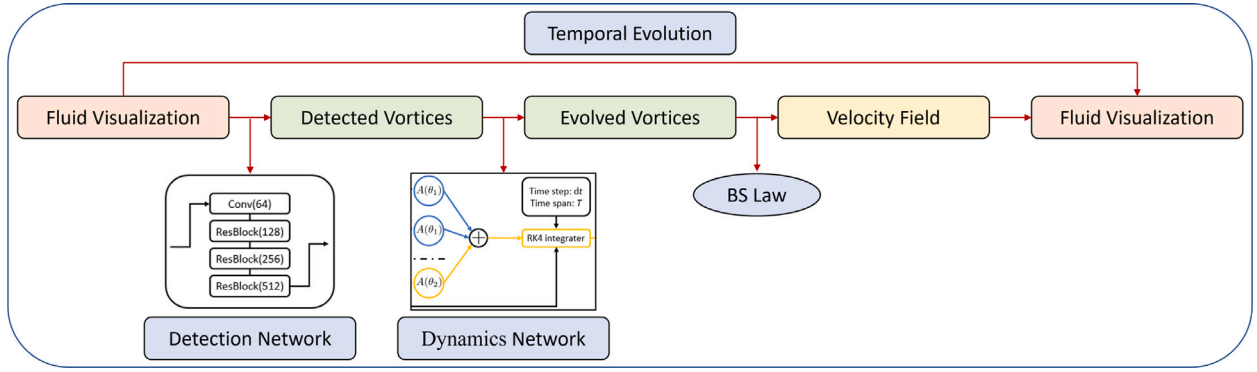 Temporal Evolution
Fluid Visualization
Detected Vortices
Evolved Vortices
Velocity Field
Fluid Visualization
Conv(64)
ResBlock(128)
ResBlock(256)
ResBlock(512)
Detection Network
A(θ₁)
A(θ₁)
A(θ₂)
Time step: dt
Time span: T
RK4 integrater
Dynamics Network
BS Law